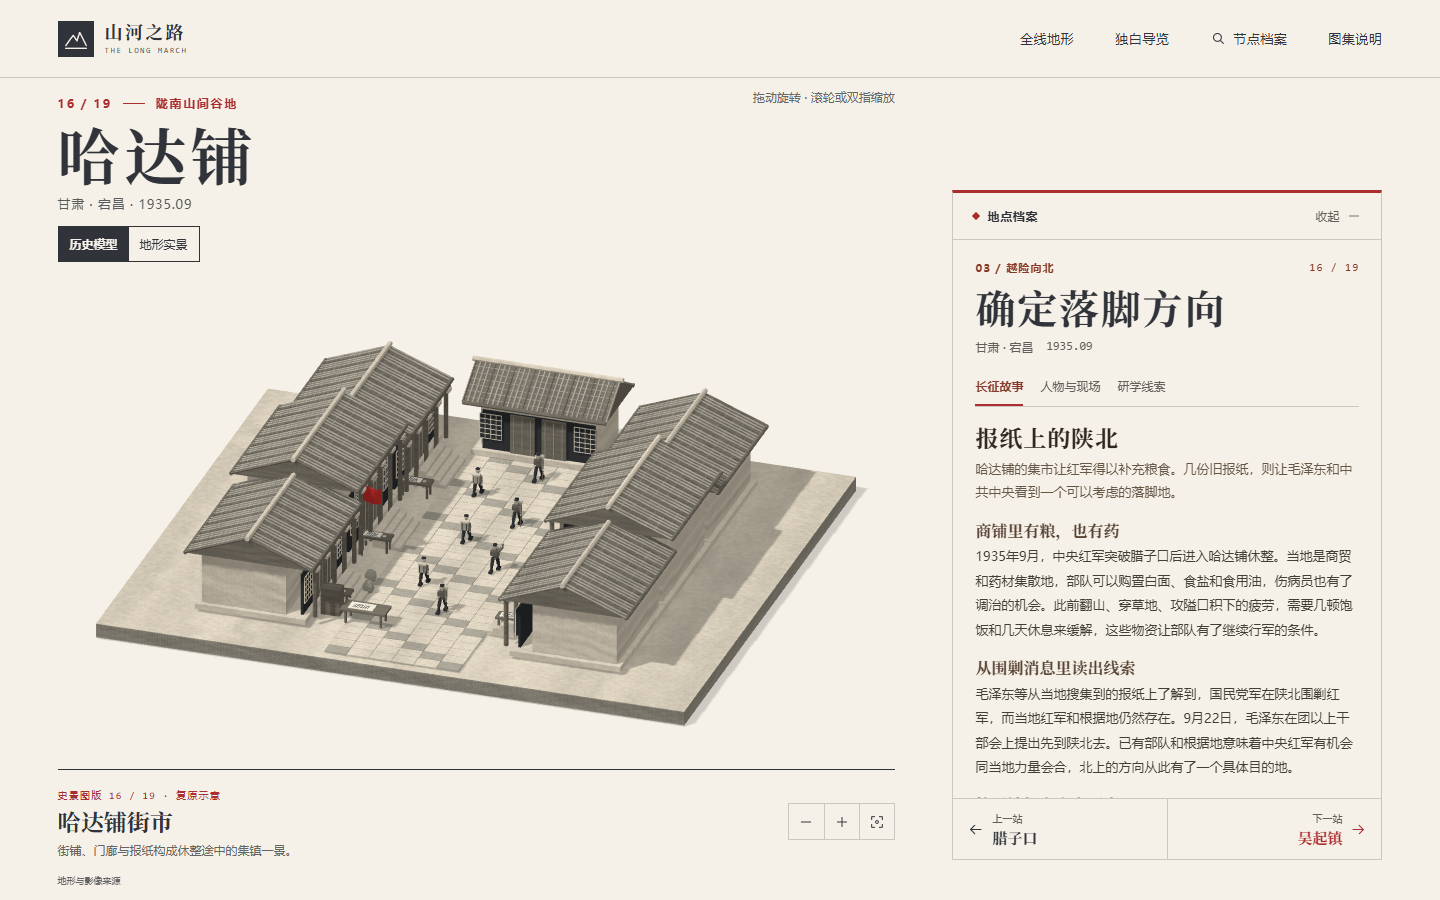 山河之路
THE LONG MARCH
全线地形
独白导览
节点档案
图集说明
16 / 19 — 陇南山间谷地
哈达铺
甘肃 · 宕昌 · 1935.09
历史模型
地形实景
拖动旋转 · 滚轮或双指缩放
史景图版 16 / 19 · 复原示意
哈达铺街市
街铺、门廊与报纸构成休整途中的集镇一景。
地形与影像来源
地点档案
收起
03 / 越险向北
16 / 19
确定落脚方向
甘肃 · 宕昌 1935.09
长征故事
人物与现场
研学线索
报纸上的陕北
哈达铺的集市让红军得以补充粮食。几份旧报纸，则让毛泽东和中
共中央看到一个可以考虑的落脚地。
商铺里有粮，也有药
1935年9月，中央红军突破腊子口后进入哈达铺休整。当地是商贸
和药材集散地，部队可以购置白面、食盐和食用油，伤病员也有了
调治的机会。此前翻山、穿草地、攻隘口积下的疲劳，需要几顿饱
饭和几天休息来缓解，这些物资让部队有了继续行军的条件。
从围剿消息里读出线索
毛泽东等从当地搜集到的报纸上了解到，国民党军在陕北围剿红
军，而当地红军和根据地仍然存在。9月22日，毛泽东在团以上干
部会上提出先到陕北去。已有部队和根据地意味着中央红军有机会
同当地力量会合，北上的方向从此有了一个具体目的地。
上一站
腊子口
下一站
吴起镇